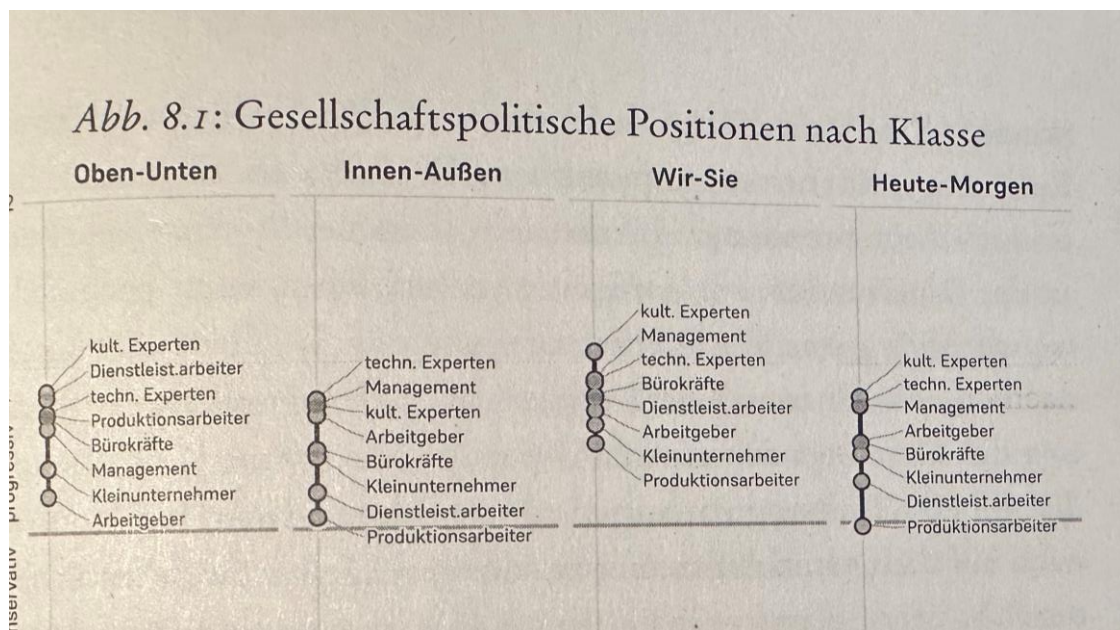 Abb. 8.1: Gesellschaftspolitische Positionen nach Klasse
Oben-Unten
kult. Experten
Dienstleist.arbeiter
techn. Experten
Produktionsarbeiter
Bürokräfte
Management
Kleinunternehmer
Arbeitgeber
Innen-Außen
techn. Experten
Management
kult. Experten
Arbeitgeber
Bürokräfte
Kleinunternehmer
Dienstleist.arbeiter
Produktionsarbeiter
Wir-Sie
kult. Experten
Management
techn. Experten
Bürokräfte
Dienstleist.arbeiter
Arbeitgeber
Kleinunternehmer
Produktionsarbeiter
Heute-Morgen
kult. Experten
techn. Experten
Management
Arbeitgeber
Bürokräfte
Kleinunternehmer
Dienstleist.arbeiter
Produktionsarbeiter